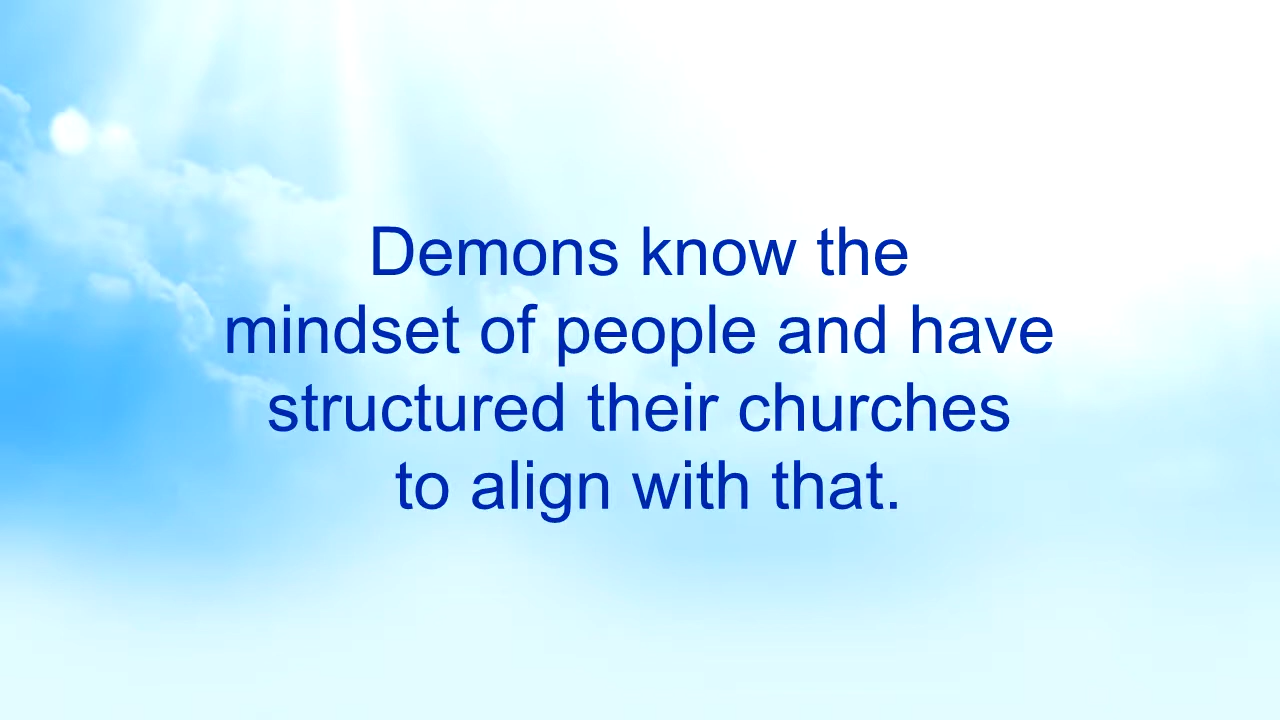 Demons know the
mindset of people and have
structured their churches
to align with that.